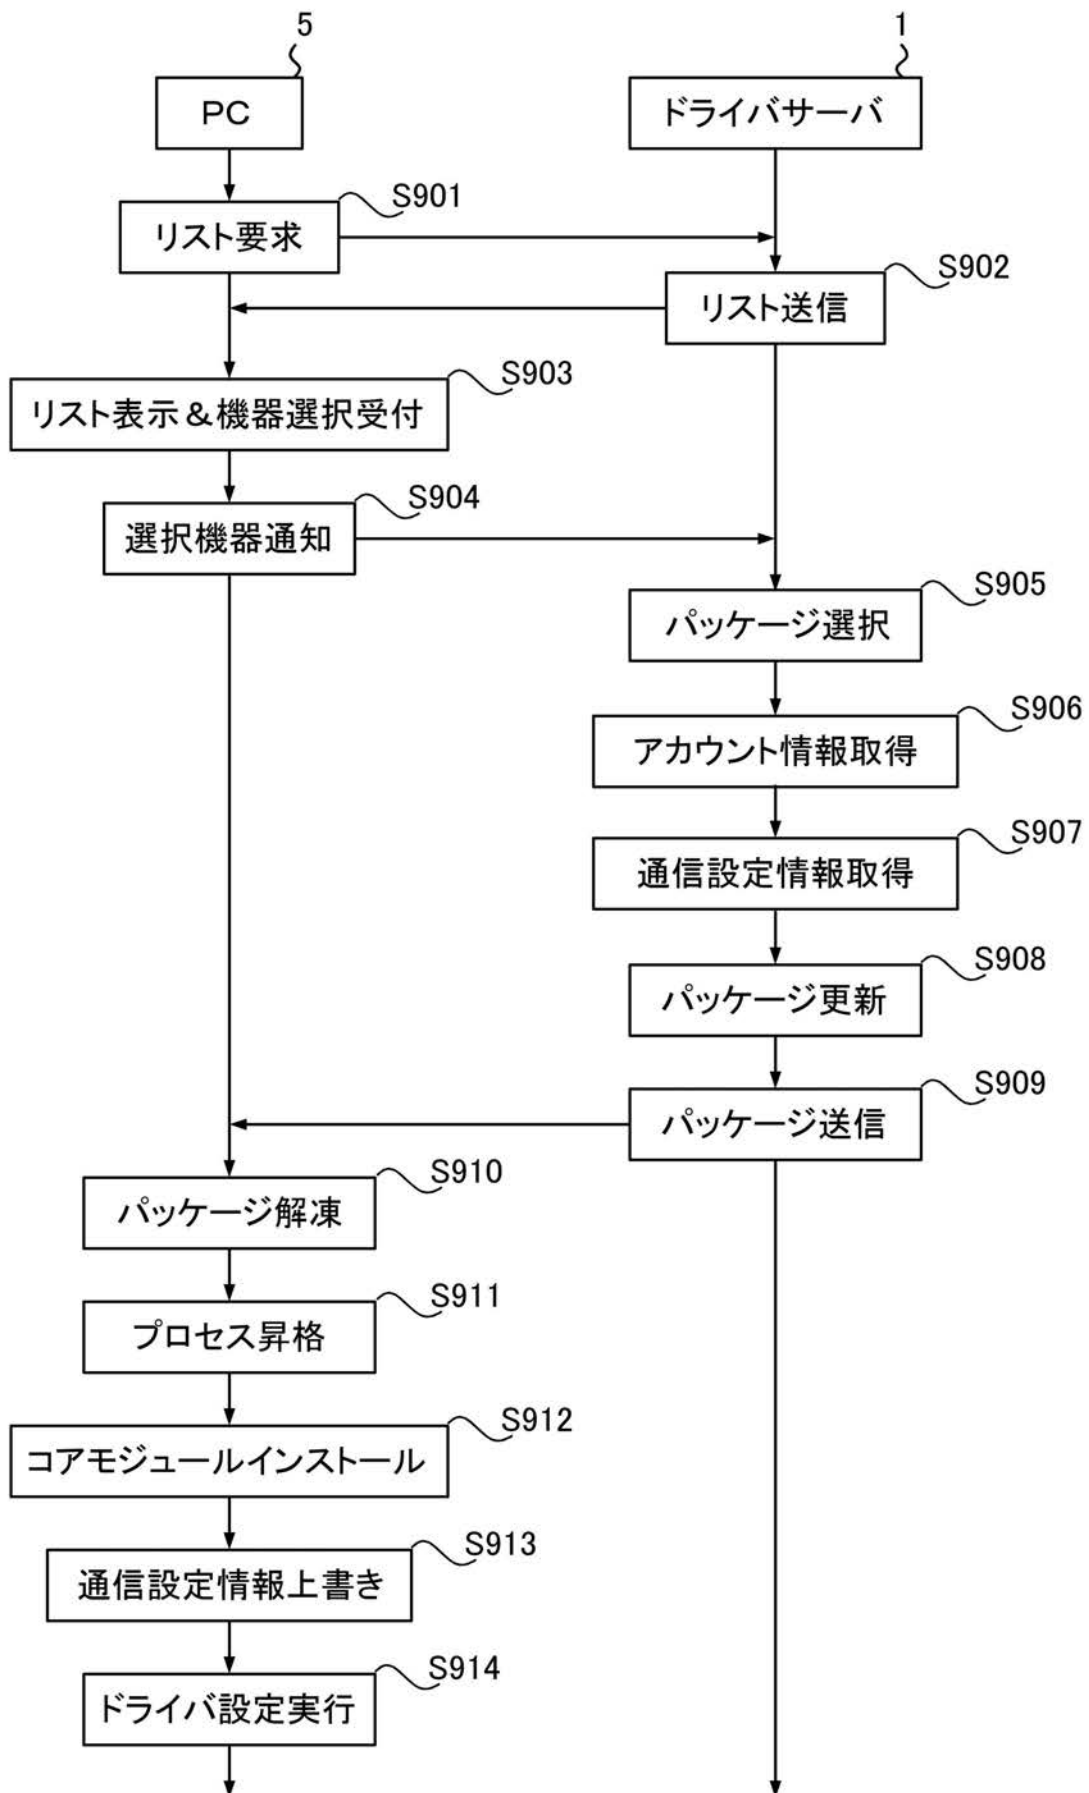 5
1
PC
ドライバサーバ
S901
リスト要求
S902
リスト送信
S903
リスト表示&機器選択受付
S904
選択機器通知
S905
パッケージ選択
S906
アカウント情報取得
S907
通信設定情報取得
S908
パッケージ更新
S909
パッケージ送信
S910
パッケージ解凍
S911
プロセス昇格
S912
コアモジュールインストール
S913
通信設定情報上書き
S914
ドライバ設定実行